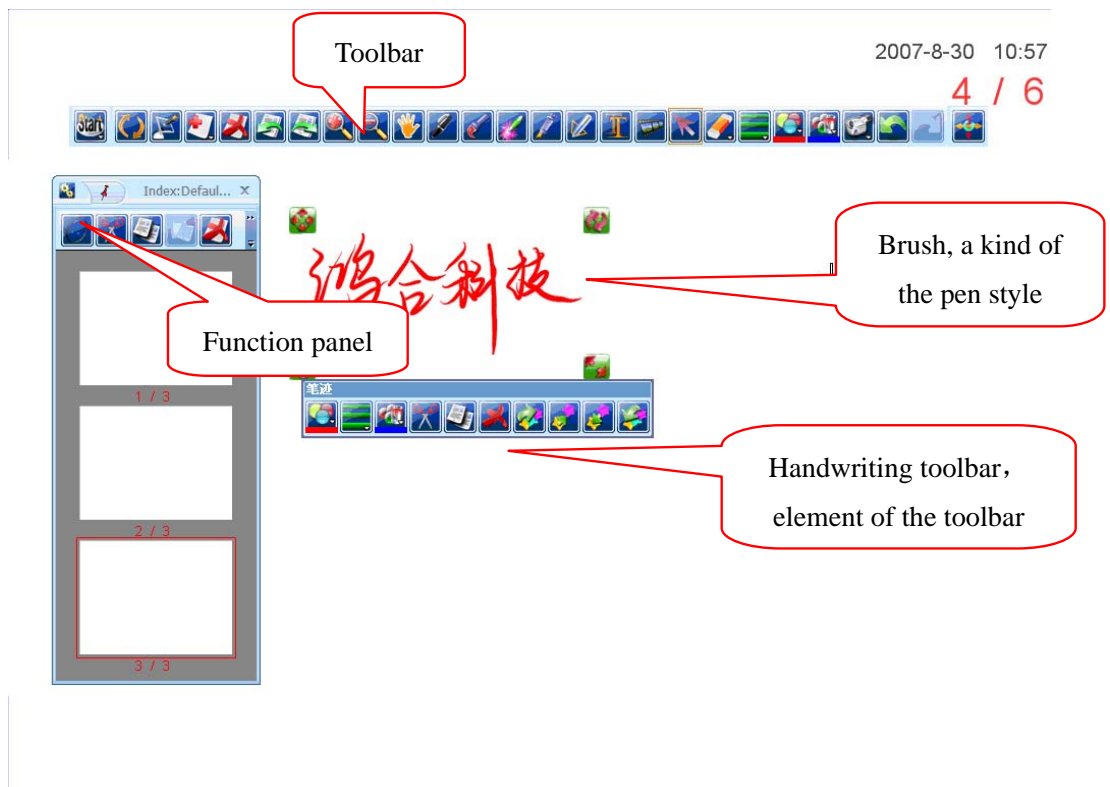 Toolbar
2007-8-30 10:57
4 / 6
Start
Index:Defaul...
鸿合科技
Brush, a kind of
the pen style
Function panel
1 / 3
笔迹
Handwriting toolbar，
element of the toolbar
2 / 3
3 / 3